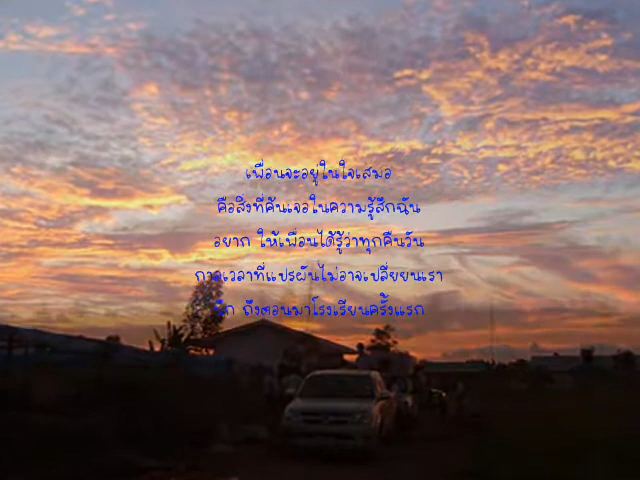 เพื่อนจะอยู่ในใจเสมอ
คือสิ่งที่ค้นเจอในความรู้สึกฉัน
อยาก ให้เพื่อนได้รู้ว่าทุกคืนวัน
กาลเวลาที่แปรผันไม่อาจเปลี่ยยนเรา
นึก ถึงตอนมาโรงเรียนครั้งแรก